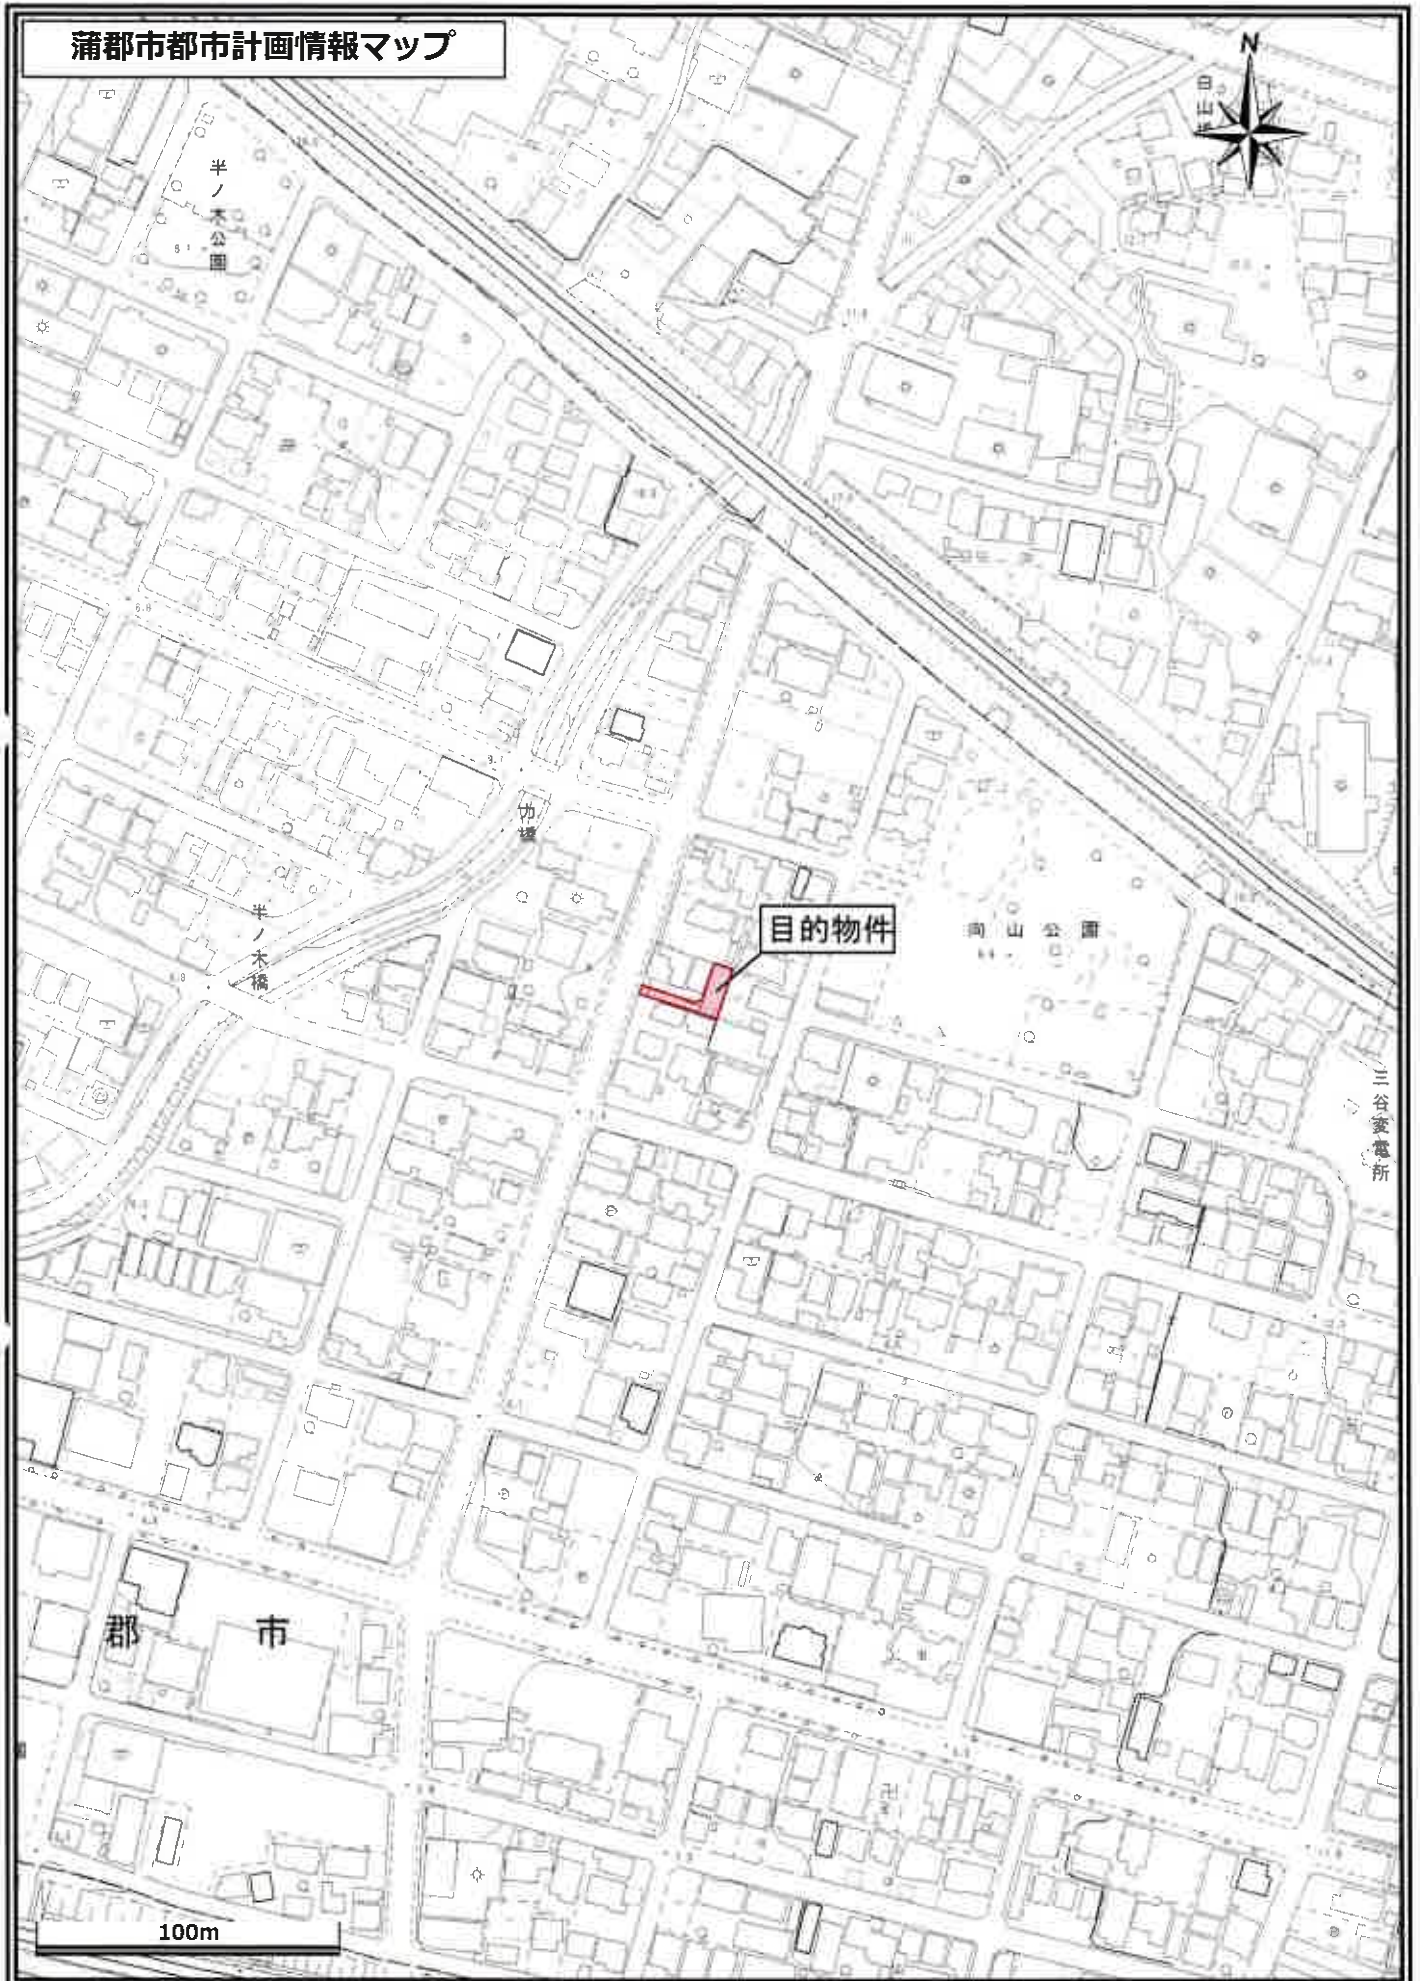 蒲郡市都市計画情報マップ
N
半ノ木公園
目的物件
向山公園
半ノ木橋
三谷変電所
郡市
100m